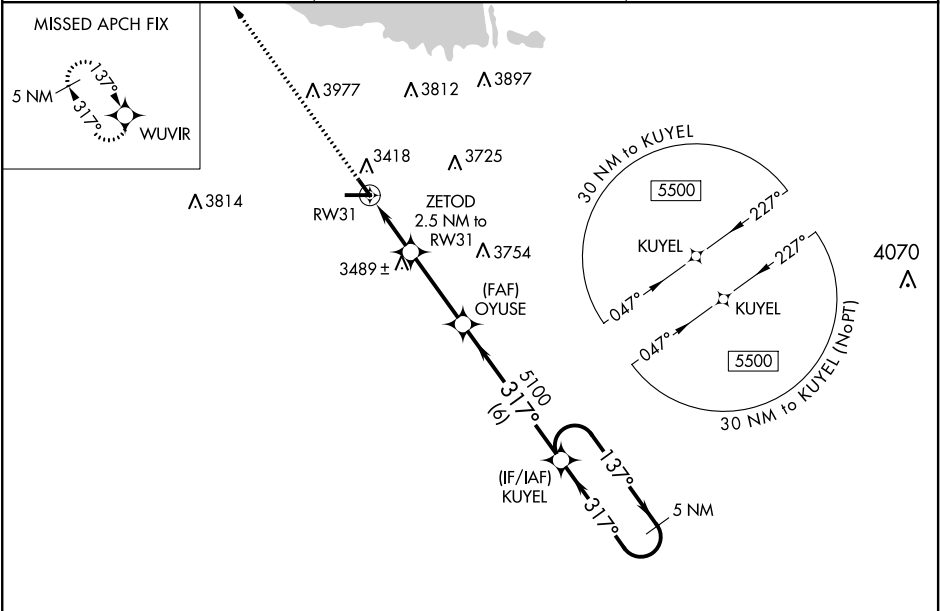 MISSED APCH FIX
5 NM
137°
317°
WUVIR
3977
3812
3897
3418
3725
3814
RW31
ZETOD
2.5 NM to
RW31
3489 ±
3754
(FAF)
OYUSE
5100
317°
(6)
(IF/IAF)
KUYEL
137°
317°
5 NM
30 NM to KUYEL
5500
227°
KUYEL
047°
227°
KUYEL
047°
5500
30 NM to KUYEL (NoPT)
4070